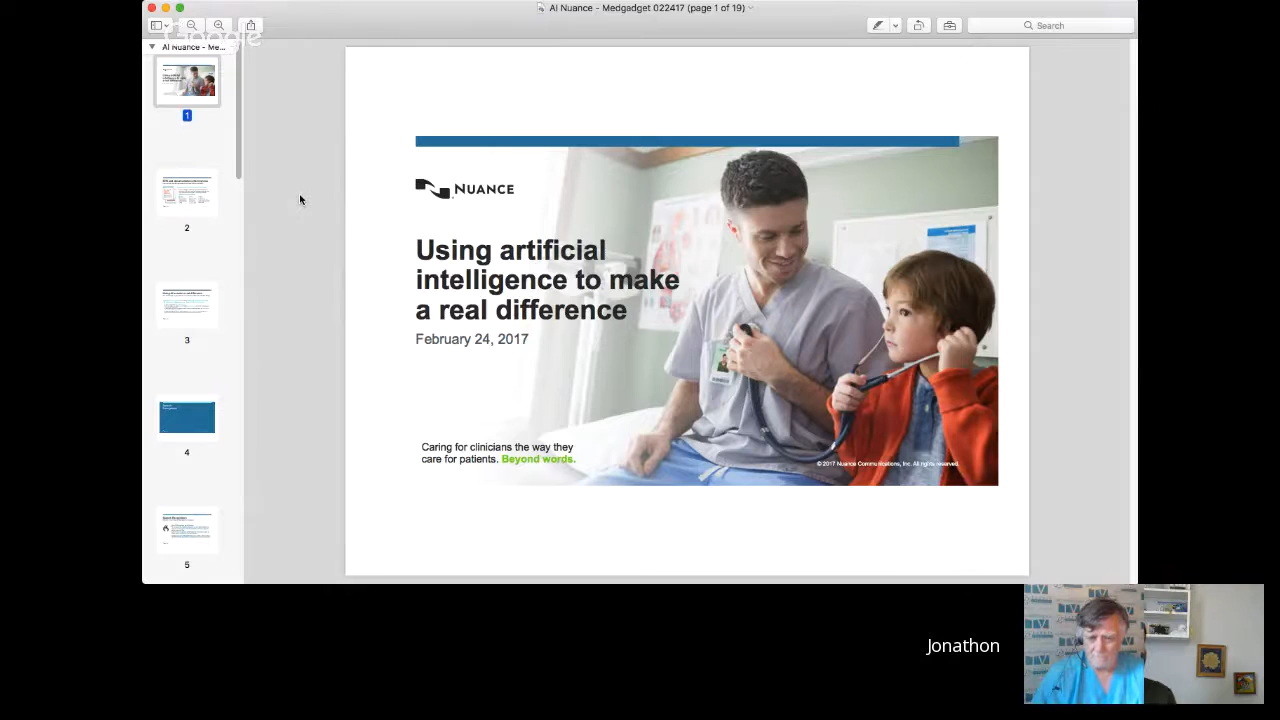 AI Nuance - Medgadget 022417 (page 1 of 19)
Search
Google
AI Nuance - Me...
1
2
3
4
5
NUANCE
Using artificial
intelligence to make
a real difference
February 24, 2017
Caring for clinicians the way they
care for patients. Beyond words.
© 2017 Nuance Communications, Inc. All rights reserved.
Jonathon